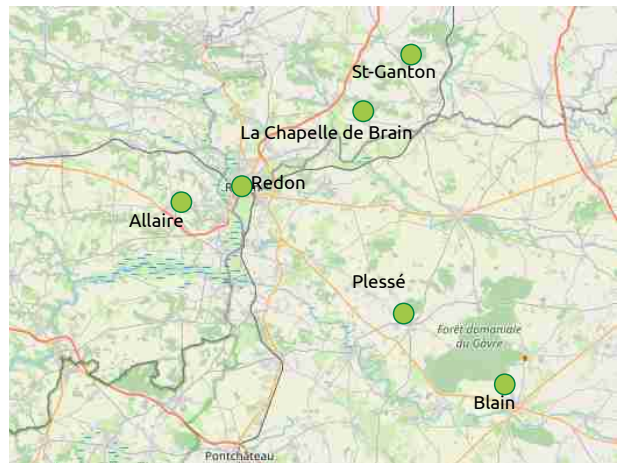 St-Ganton
La Chapelle de Brain
Redon
Allaire
Plessé
Forêt domaniale
du Gâvre
Blain
Pontchâteau